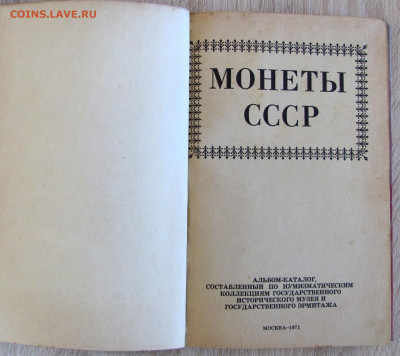 COINS.LAVE.RU
МОНЕТЫ
СССР
АЛЬБОМ-КАТАЛОГ,
СОСТАВЛЕННЫЙ ПО НУМИЗМАТИЧЕСКИМ
КОЛЛЕКЦИЯМ ГОСУДАРСТВЕННОГО
ИСТОРИЧЕСКОГО МУЗЕЯ И
ГОСУДАРСТВЕННОГО ЭРМИТАЖА
МОСКВА—1971